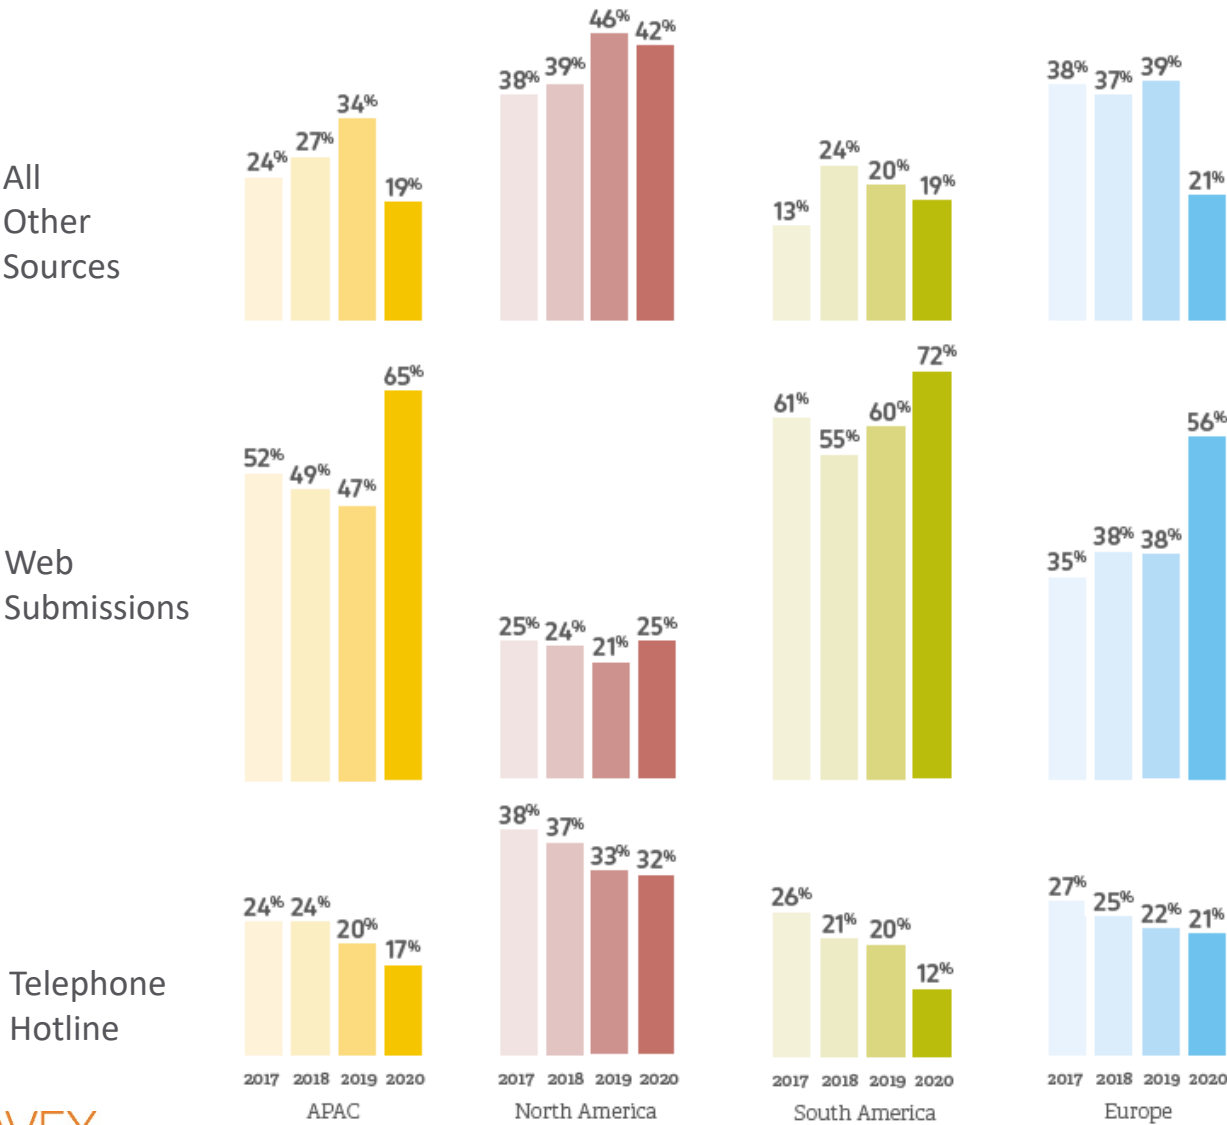 All
Other
Sources
24% 27% 34% 19%
38% 39% 46% 42%
13% 24% 20% 19%
38% 37% 39% 21%
Web
Submissions
52% 49% 47% 65%
25% 24% 21% 25%
61% 55% 60% 72%
35% 38% 38% 56%
Telephone
Hotline
24% 24% 20% 17%
38% 37% 33% 32%
26% 21% 20% 12%
27% 25% 22% 21%
2017 2018 2019 2020
2017 2018 2019 2020
2017 2018 2019 2020
2017 2018 2019 2020
APAC
North America
South America
Europe